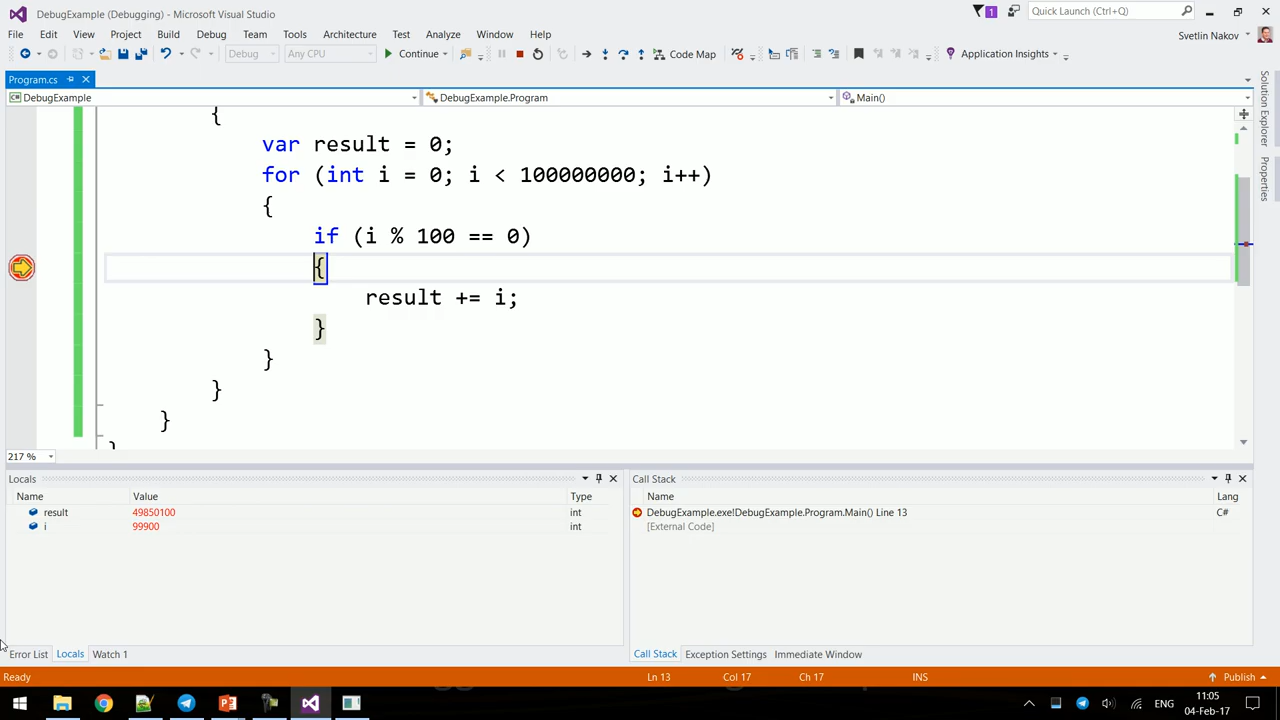 DebugExample (Debugging) - Microsoft Visual Studio
1
Quick Launch (Ctrl+Q)
File Edit View Project Build Debug Team Tools Architecture Test Analyze Window Help
Svetlin Nakov
Debug Any CPU Continue Code Map Application Insights
Program.cs
DebugExample DebugExample.Program Main()
{
var result = 0;
for (int i = 0; i < 100000000; i++)
{
if (i % 100 == 0)
{
result += i;
}
}
}
}
}
217 %
Solution Explorer
Properties
Locals
Name Value Type
result 49850100 int
i 99900 int
Error List Locals Watch 1
Call Stack
Name Lang
DebugExample.exe!DebugExample.Program.Main() Line 13 C#
[External Code]
Call Stack Exception Settings Immediate Window
Ready Ln 13 Col 17 Ch 17 INS Publish
ENG 11:05
04-Feb-17